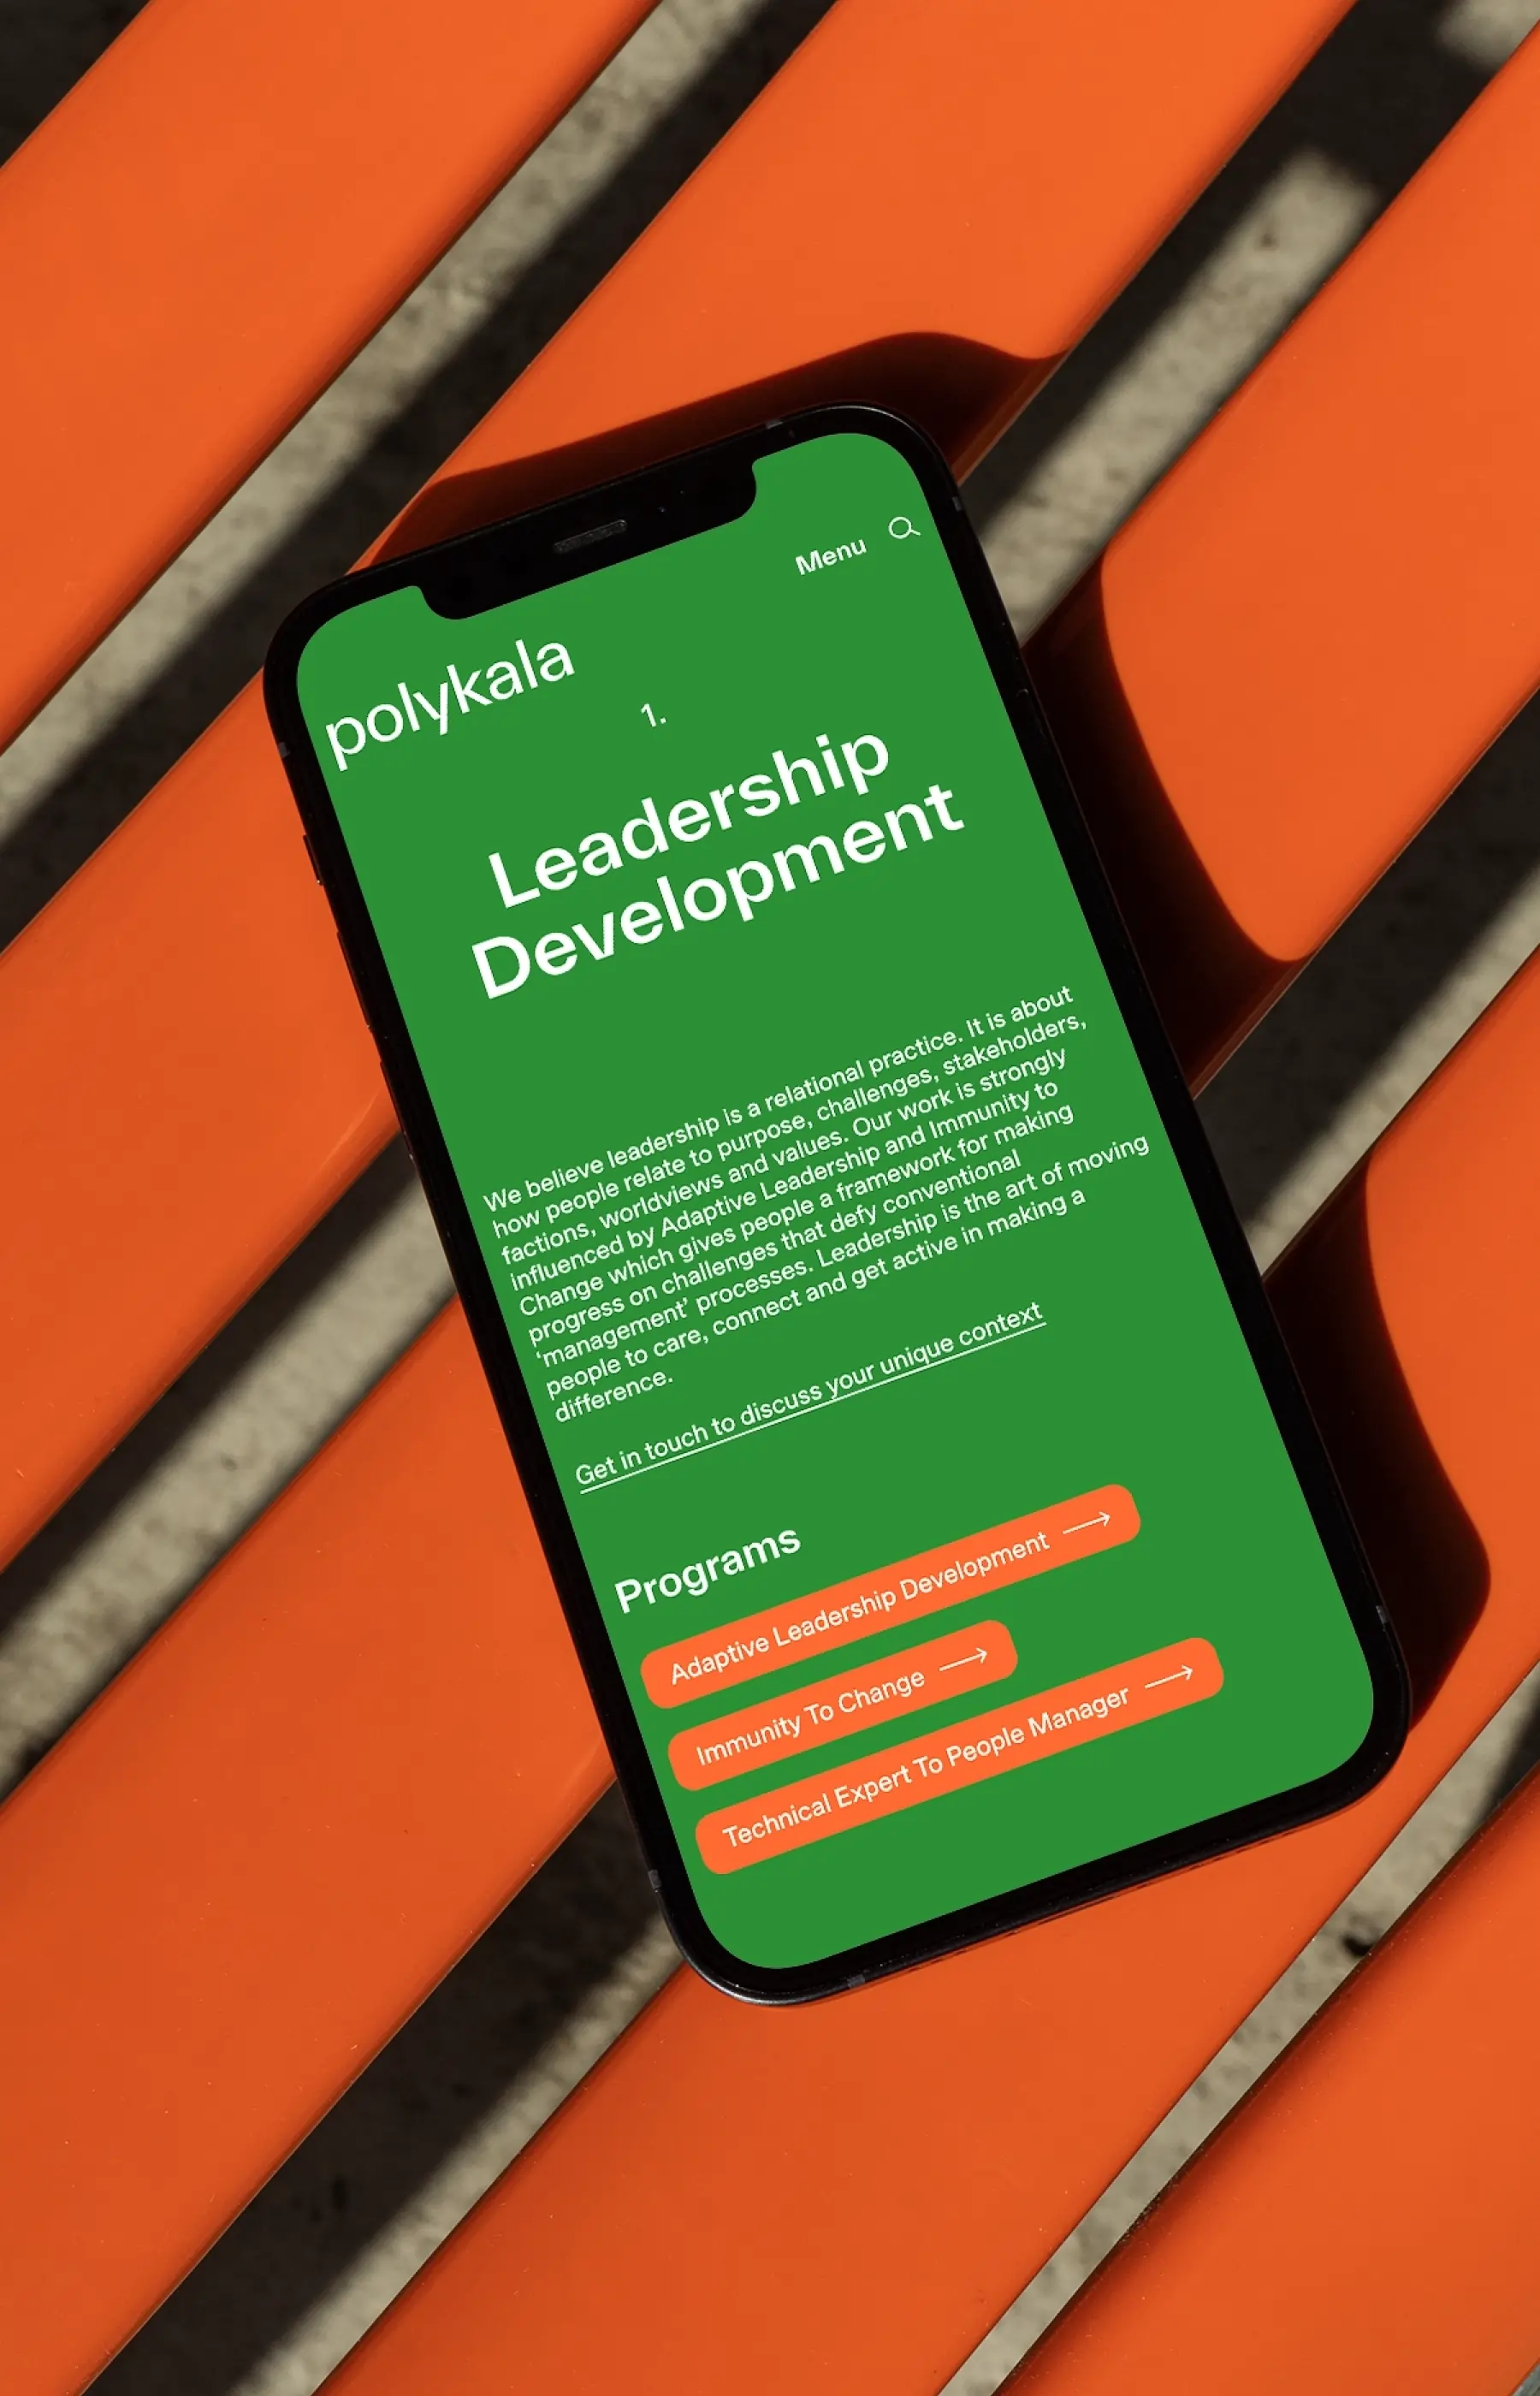 Menu
polykala
1.
Leadership
Development
We believe leadership is a relational practice. It is about
how people relate to purpose, challenges, stakeholders,
factions, worldviews and values. Our work is strongly
influenced by Adaptive Leadership and Immunity to
Change which gives people a framework for making
progress on challenges that defy conventional
‘management’ processes. Leadership is the art of moving
people to care, connect and get active in making a
difference.
Get in touch to discuss your unique context
Programs
Adaptive Leadership Development ⟶
Immunity To Change ⟶
Technical Expert To People Manager ⟶